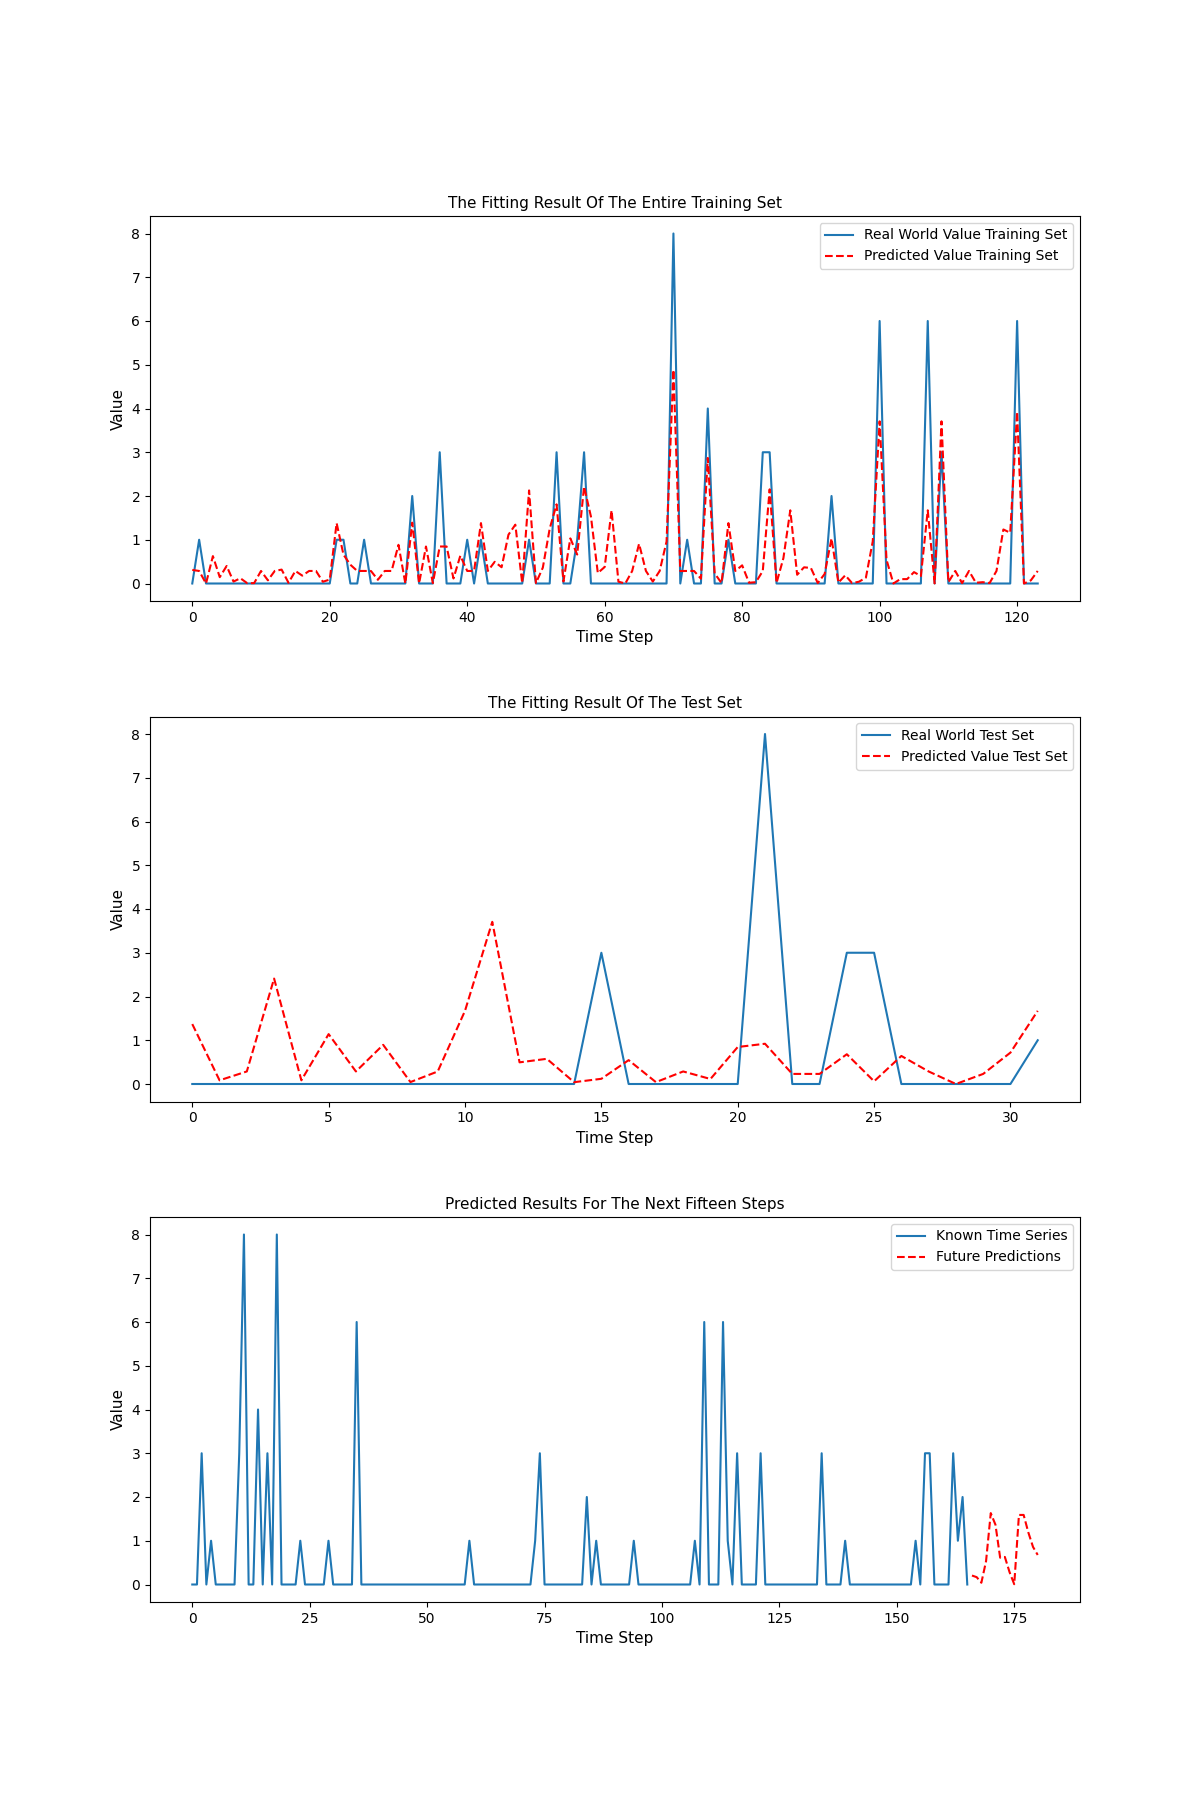 The Fitting Result Of The Entire Training Set
8
7
6
5
4
3
2
1
0
Value
Real World Value Training Set
Predicted Value Training Set
0 20 40 60 80 100 120
Time Step
The Fitting Result Of The Test Set
8
7
6
5
4
3
2
1
0
Value
Real World Test Set
Predicted Value Test Set
0 5 10 15 20 25 30
Time Step
Predicted Results For The Next Fifteen Steps
8
7
6
5
4
3
2
1
0
Value
Known Time Series
Future Predictions
0 25 50 75 100 125 150 175
Time Step